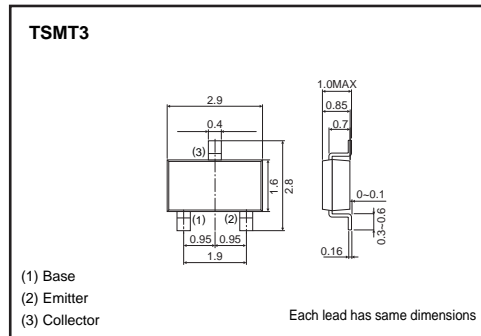 TSMT3
1.0MAX
2.9
0.85
0.4
0.7
(3)
1.6
2.8
0~0.1
(1)
(2)
0.3~0.6
0.95
0.95
0.16
1.9
(1) Base
(2) Emitter
(3) Collector
Each lead has same dimensions